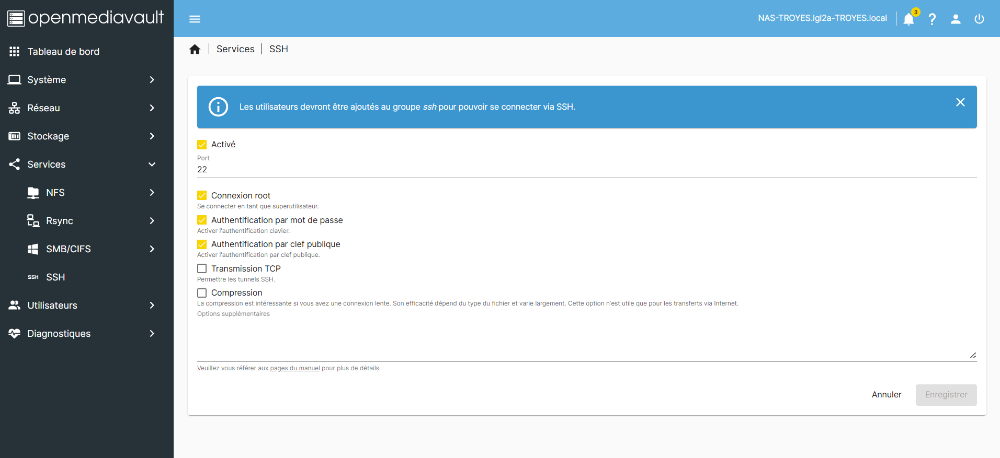 openmediavault
NAS-TROYES.lgi2a-TROYES.local
3
Tableau de bord
Système
Réseau
Stockage
Services
NFS
Rsync
SMB/CIFS
SSH SSH
Utilisateurs
Diagnostiques
Services
SSH
Les utilisateurs devront être ajoutés au groupe ssh pour pouvoir se connecter via SSH.
Activé
Port
22
Connexion root
Se connecter en tant que superutilisateur.
Authentification par mot de passe
Activer l'authentification clavier.
Authentification par clef publique
Activer l'authentification par clef publique.
Transmission TCP
Permettre les tunnels SSH.
Compression
La compression est intéressante si vous avez une connexion lente. Son efficacité dépend du type du fichier et varie largement. Cette option n'est utile que pour les transferts via Internet.
Options supplémentaires
Veuillez vous référer aux pages du manuel pour plus de détails.
Annuler
Enregistrer